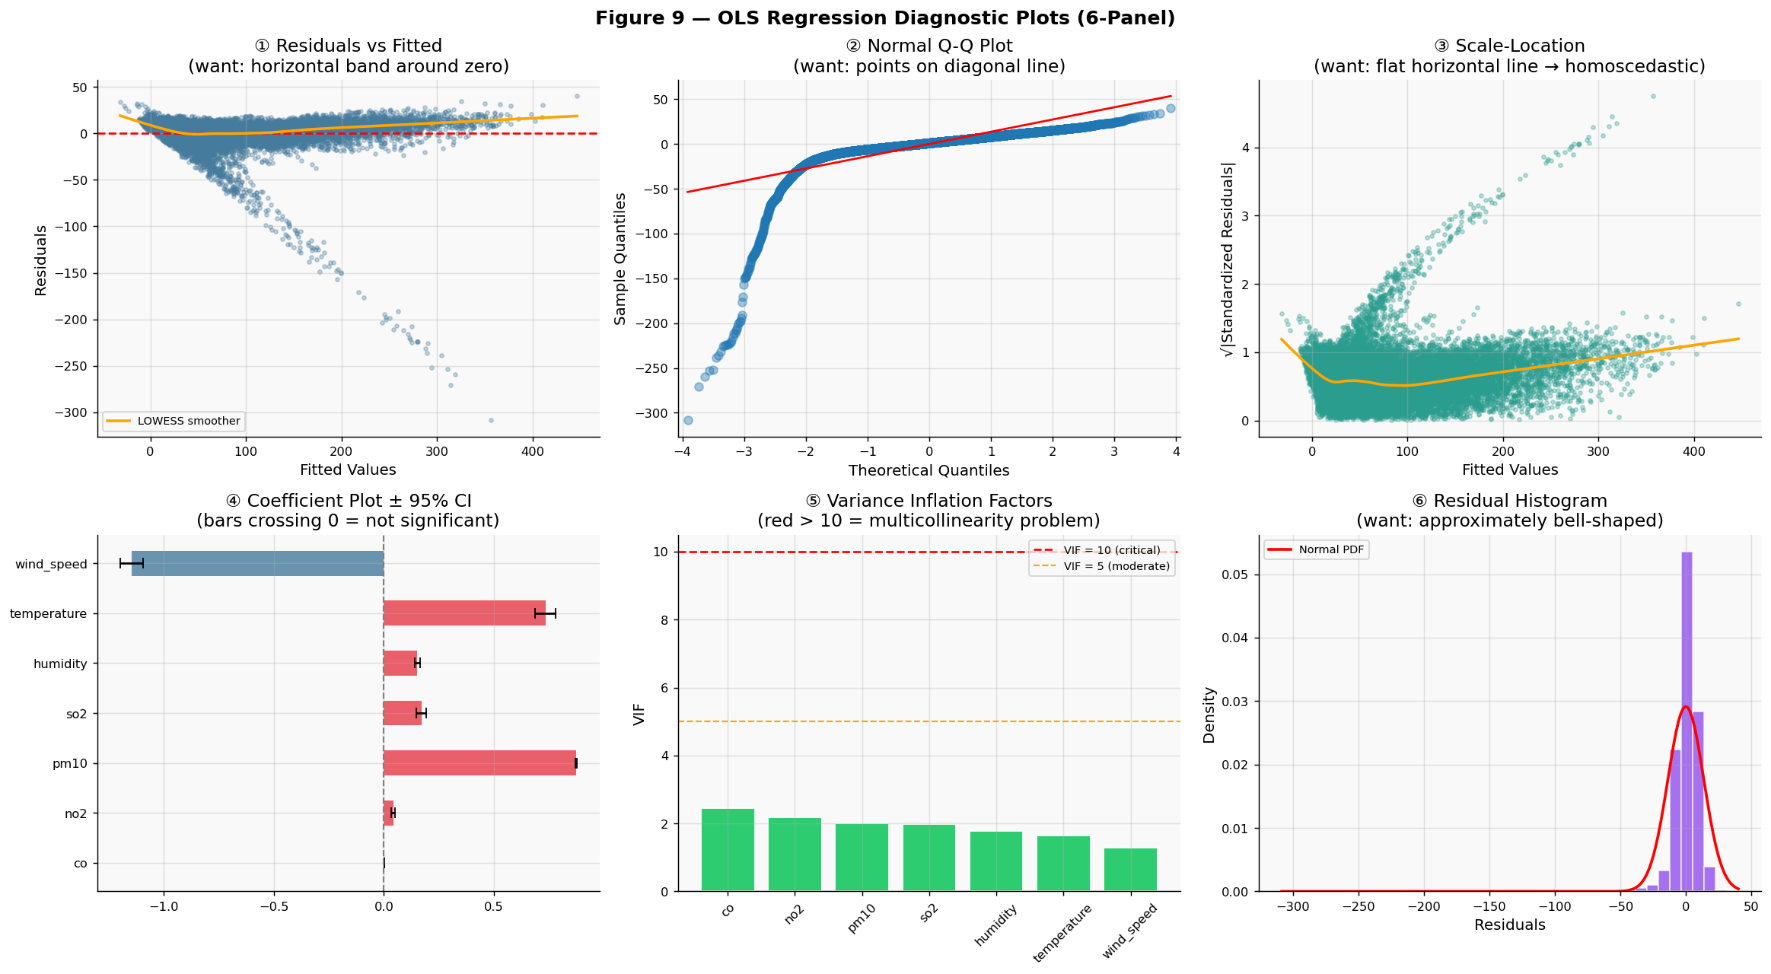 Figure 9 — OLS Regression Diagnostic Plots (6-Panel)
① Residuals vs Fitted
(want: horizontal band around zero)
Residuals
50
0
−50
−100
−150
−200
−250
−300
LOWESS smoother
0 100 200 300 400
Fitted Values
② Normal Q-Q Plot
(want: points on diagonal line)
Sample Quantiles
50
0
−50
−100
−150
−200
−250
−300
−4 −3 −2 −1 0 1 2 3 4
Theoretical Quantiles
③ Scale-Location
(want: flat horizontal line → homoscedastic)
√|Standardized Residuals|
4
3
2
1
0
0 100 200 300 400
Fitted Values
④ Coefficient Plot ± 95% CI
(bars crossing 0 = not significant)
wind_speed
temperature
humidity
so2
pm10
no2
co
−1.0 −0.5 0.0 0.5
⑤ Variance Inflation Factors
(red > 10 = multicollinearity problem)
VIF
10
8
6
4
2
0
VIF = 10 (critical)
VIF = 5 (moderate)
co no2 pm10 so2 humidity temperature wind_speed
⑥ Residual Histogram
(want: approximately bell-shaped)
Normal PDF
Density
0.05
0.04
0.03
0.02
0.01
0.00
−300 −250 −200 −150 −100 −50 0 50
Residuals